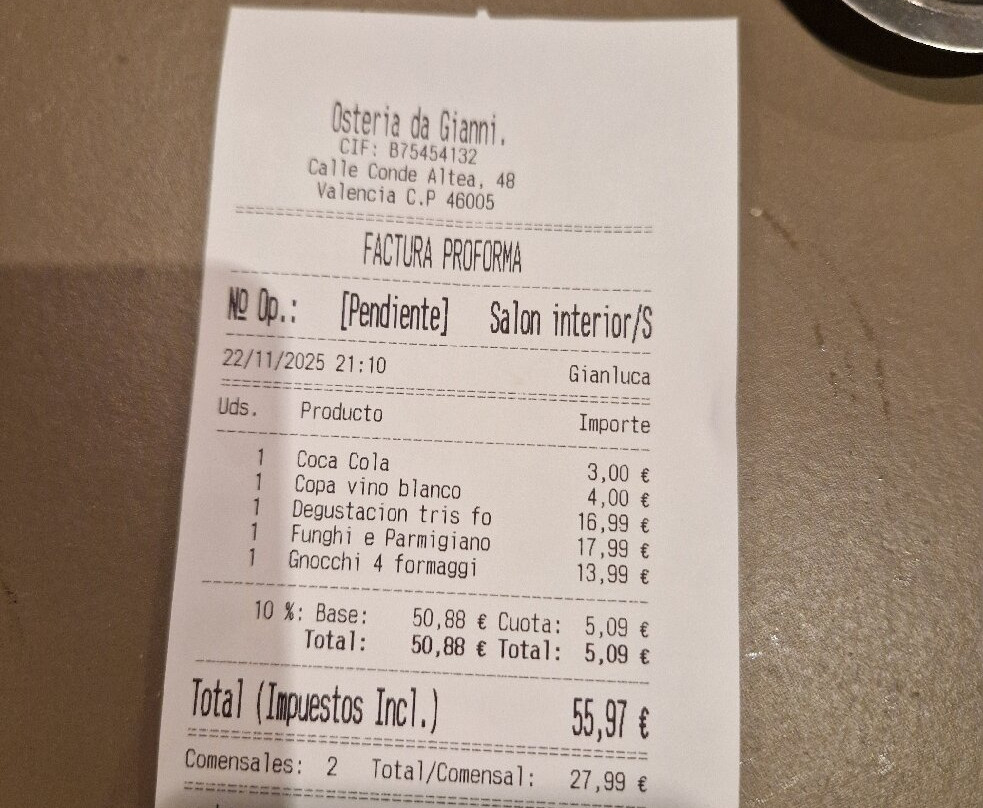 Osteria da Gianni.
CIF: B75454132
Calle Conde Altea, 48
Valencia C.P 46005
FACTURA PROFORMA
Nº Op.: [Pendiente] Salon interior/S
22/11/2025 21:10 Gianluca
Uds. Producto Importe
1 Coca Cola 3,00 €
1 Copa vino blanco 4,00 €
1 Degustacion tris fo 16,99 €
1 Funghi e Parmigiano 17,99 €
1 Gnocchi 4 formaggi 13,99 €
10 %: Base: 50,88 € Cuota: 5,09 €
Total: 50,88 € Total: 5,09 €
Total (Impuestos Incl.) 55,97 €
Comensales: 2 Total/Comensal: 27,99 €